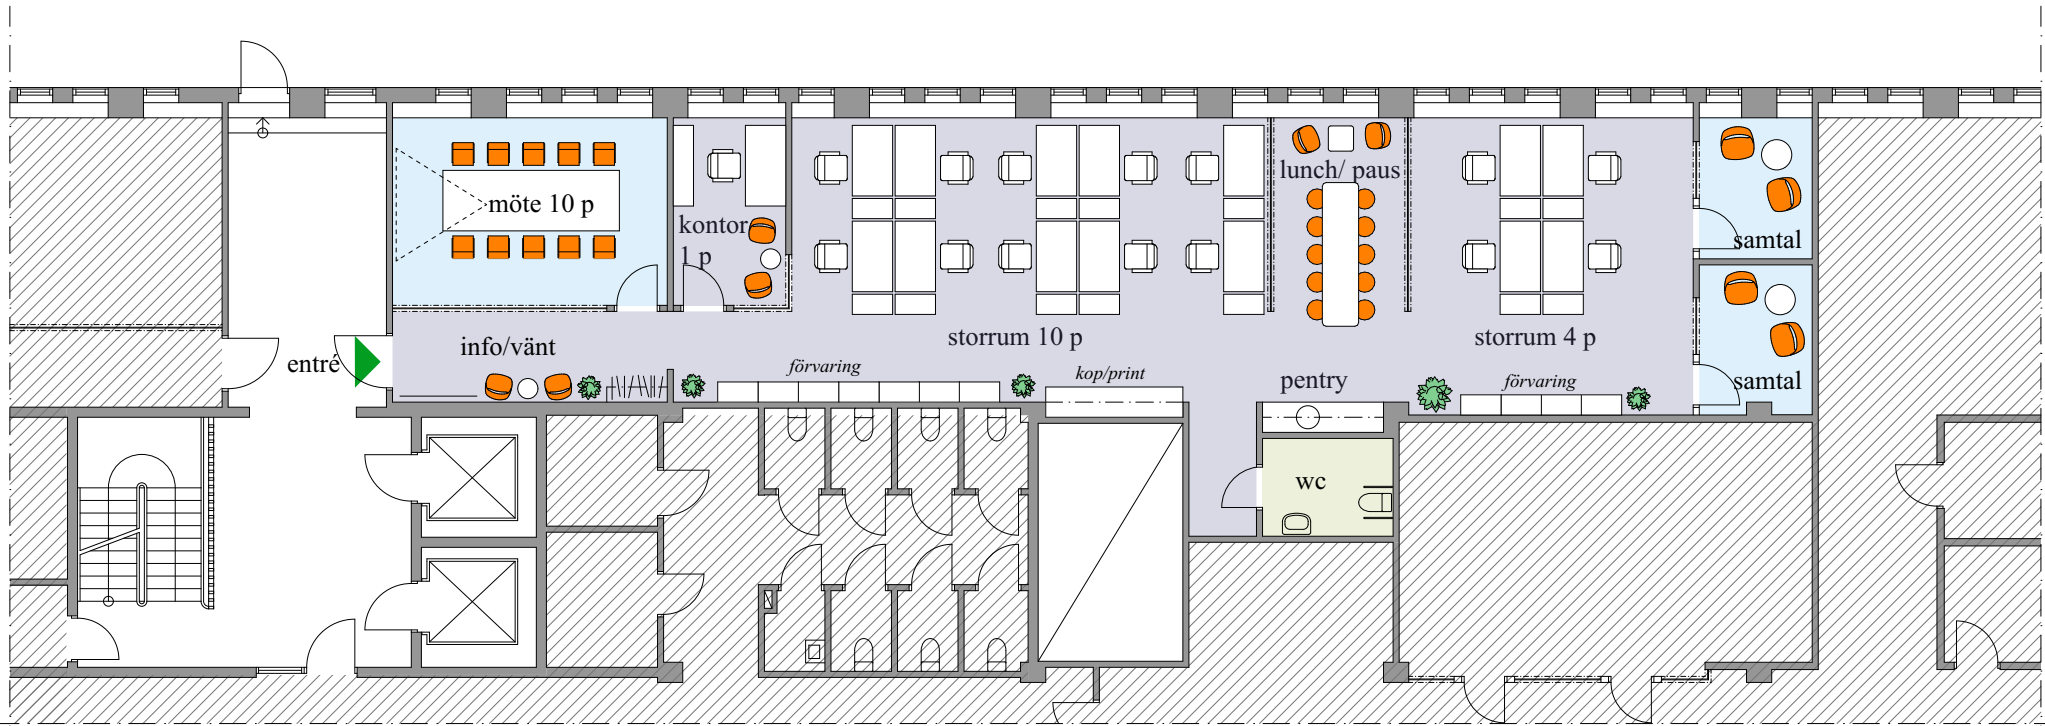 möte 10 p
kontor
1 p
lunch/ paus
samtal
storrum 10 p
storrum 4 p
entré
info/vänt
förvaring
kop/print
pentry
förvaring
samtal
wc